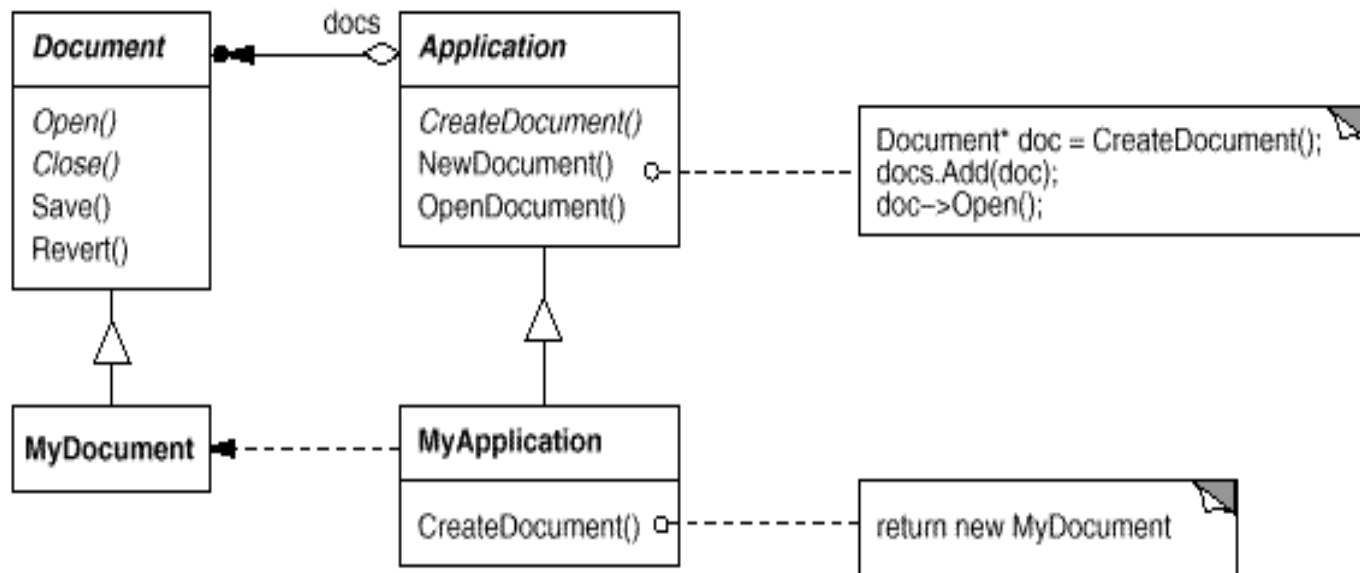 docs
Document
Open()
Close()
Save()
Revert()
Application
CreateDocument()
NewDocument()
OpenDocument()
Document* doc = CreateDocument();
docs.Add(doc);
doc->Open();
MyDocument
MyApplication
CreateDocument()
return new MyDocument